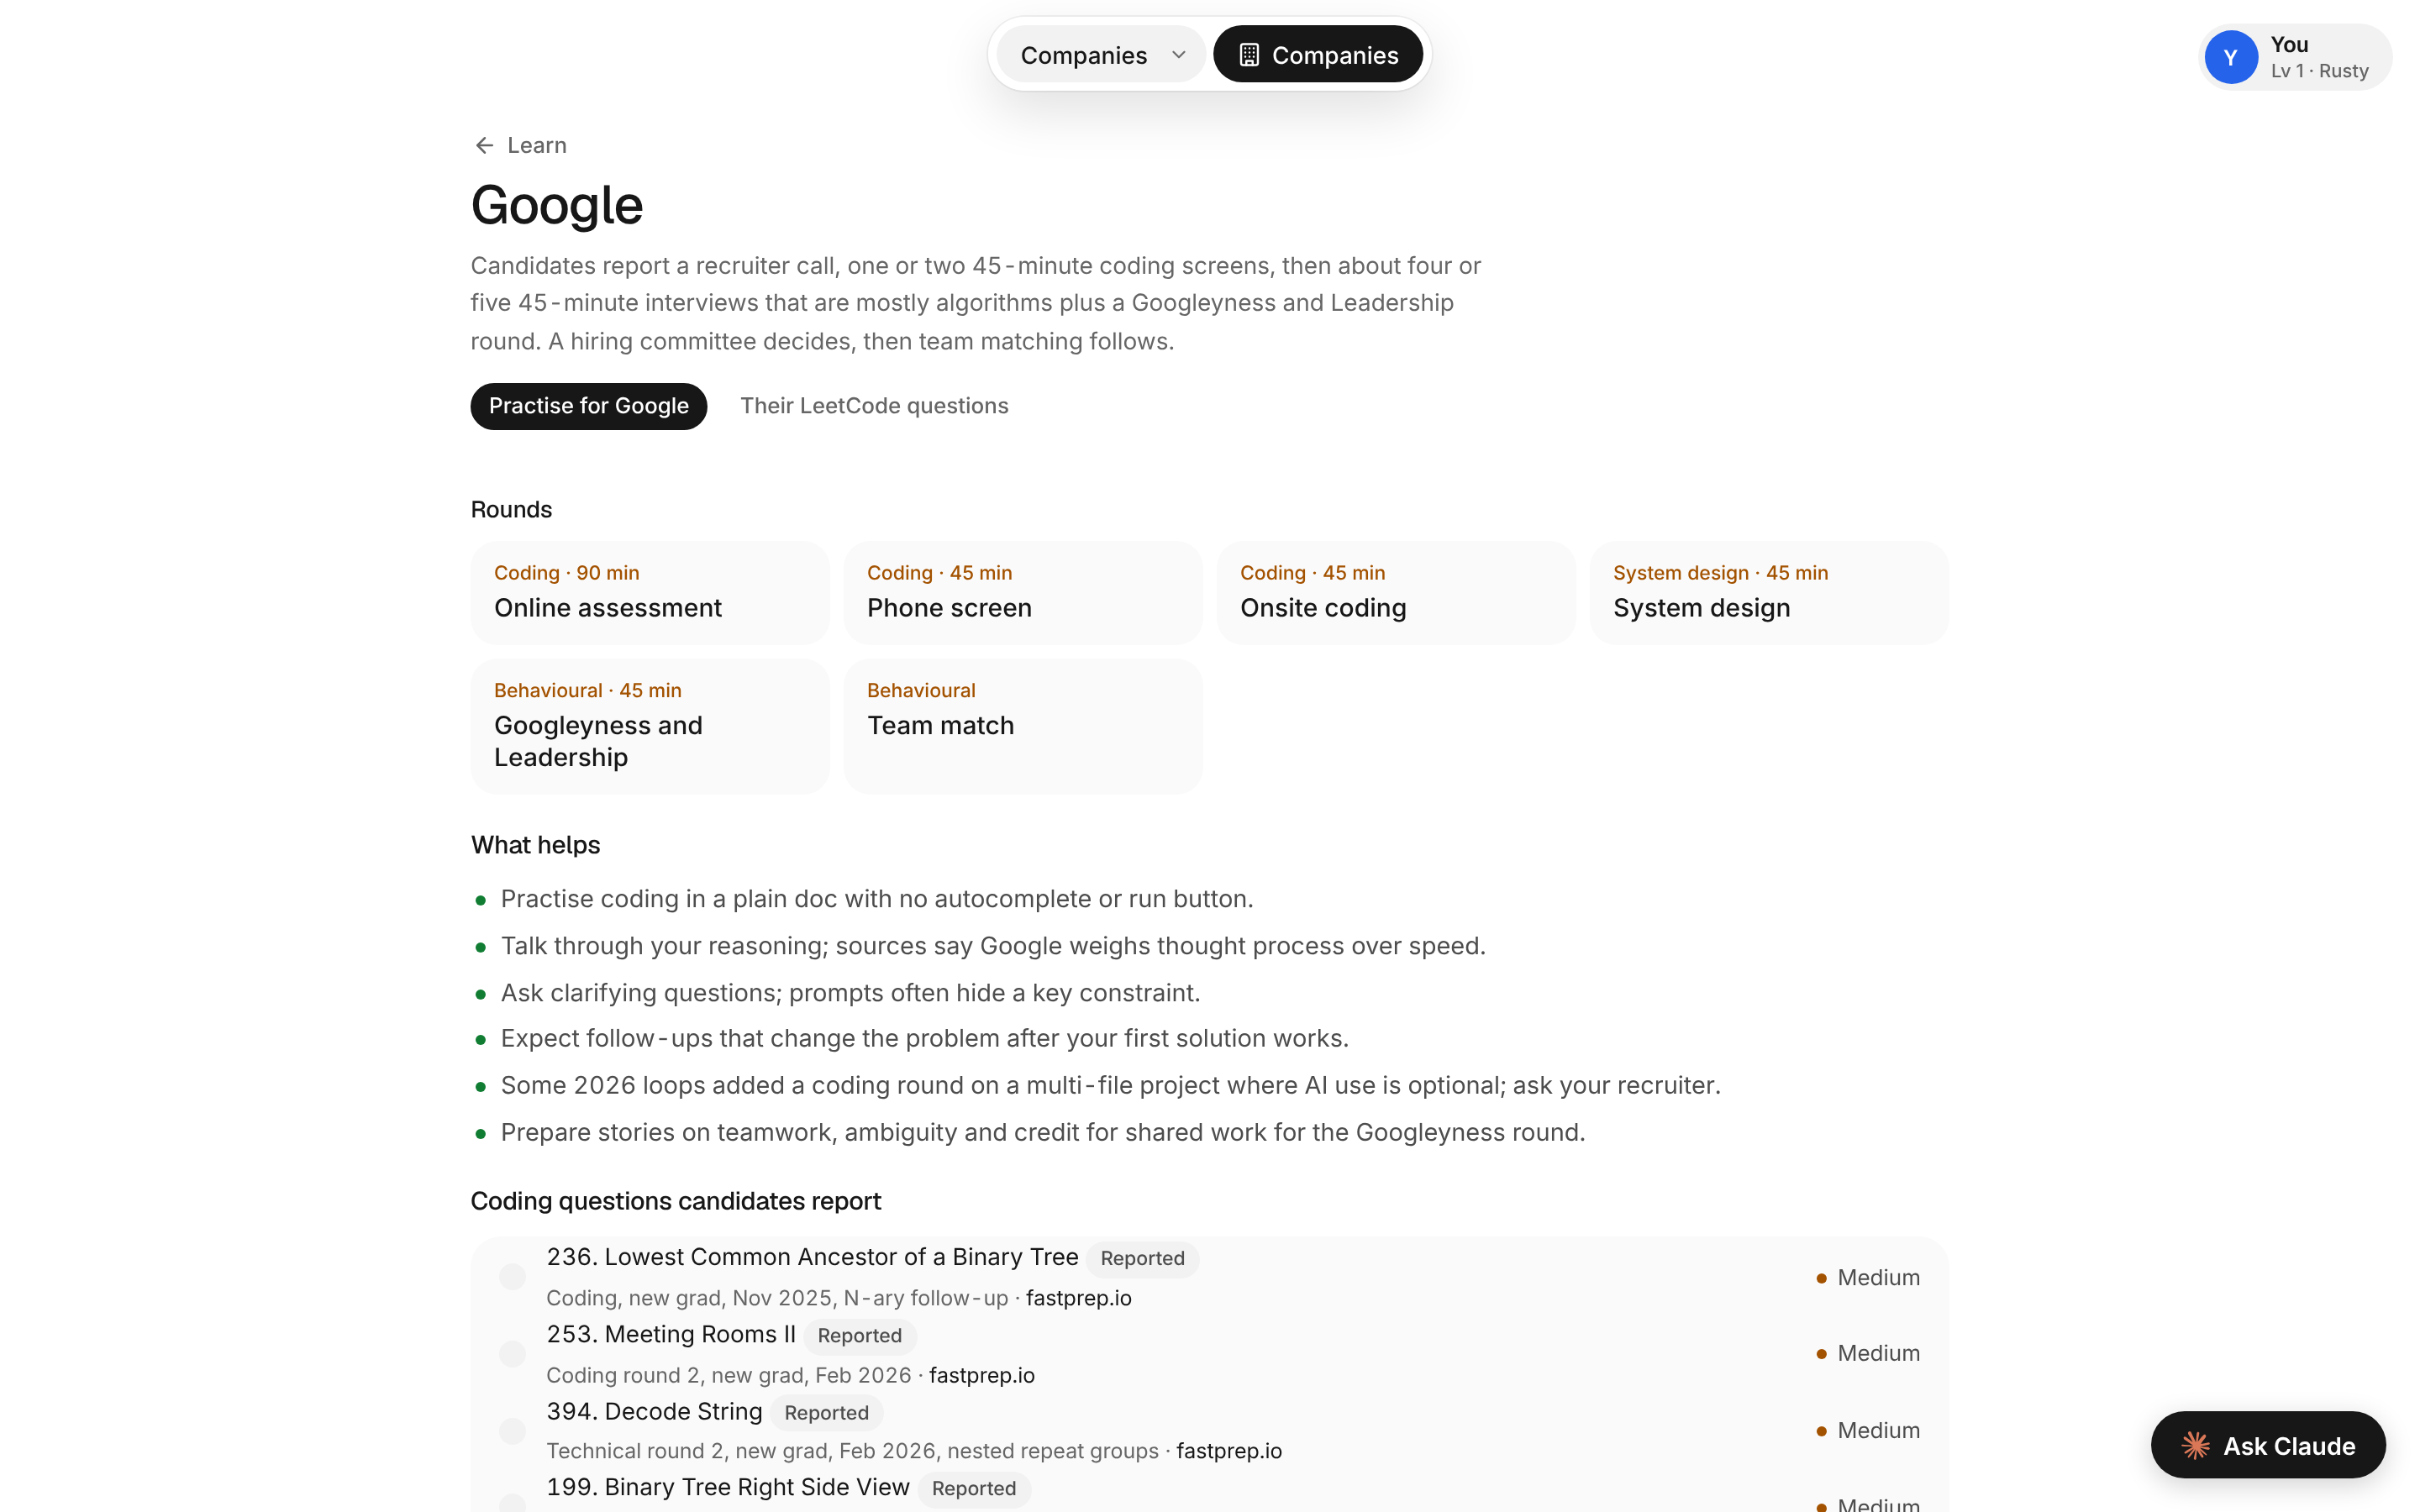 Companies
Companies
Y
You
Lv 1 · Rusty
Learn
Google
Candidates report a recruiter call, one or two 45-minute coding screens, then about four or
five 45-minute interviews that are mostly algorithms plus a Googleyness and Leadership
round. A hiring committee decides, then team matching follows.
Practise for Google
Their LeetCode questions
Rounds
Coding · 90 min
Online assessment
Coding · 45 min
Phone screen
Coding · 45 min
Onsite coding
System design · 45 min
System design
Behavioural · 45 min
Googleyness and
Leadership
Behavioural
Team match
What helps
Practise coding in a plain doc with no autocomplete or run button.
Talk through your reasoning; sources say Google weighs thought process over speed.
Ask clarifying questions; prompts often hide a key constraint.
Expect follow-ups that change the problem after your first solution works.
Some 2026 loops added a coding round on a multi-file project where AI use is optional; ask your recruiter.
Prepare stories on teamwork, ambiguity and credit for shared work for the Googleyness round.
Coding questions candidates report
236. Lowest Common Ancestor of a Binary Tree Reported
Coding, new grad, Nov 2025, N-ary follow-up · fastprep.io
Medium
253. Meeting Rooms II Reported
Coding round 2, new grad, Feb 2026 · fastprep.io
Medium
394. Decode String Reported
Technical round 2, new grad, Feb 2026, nested repeat groups · fastprep.io
Medium
199. Binary Tree Right Side View Reported
Medium
Ask Claude